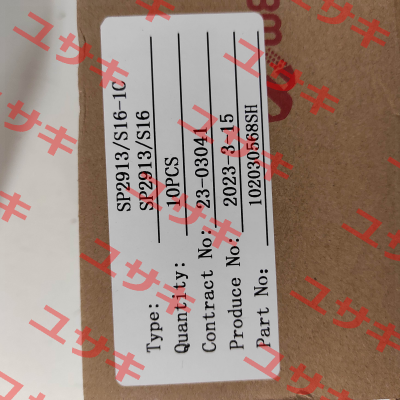 SP2913/S16-1C
Type: SP2913/S16
Quantity: 10PCS
Contract No: 23-03041
Produce No: 2023-3-15
Part No: 102030568SH
ユサキ
ユサキ
ユサキ
ユサキ
ユサキ
ユサキ
ユサキ
ユサキ